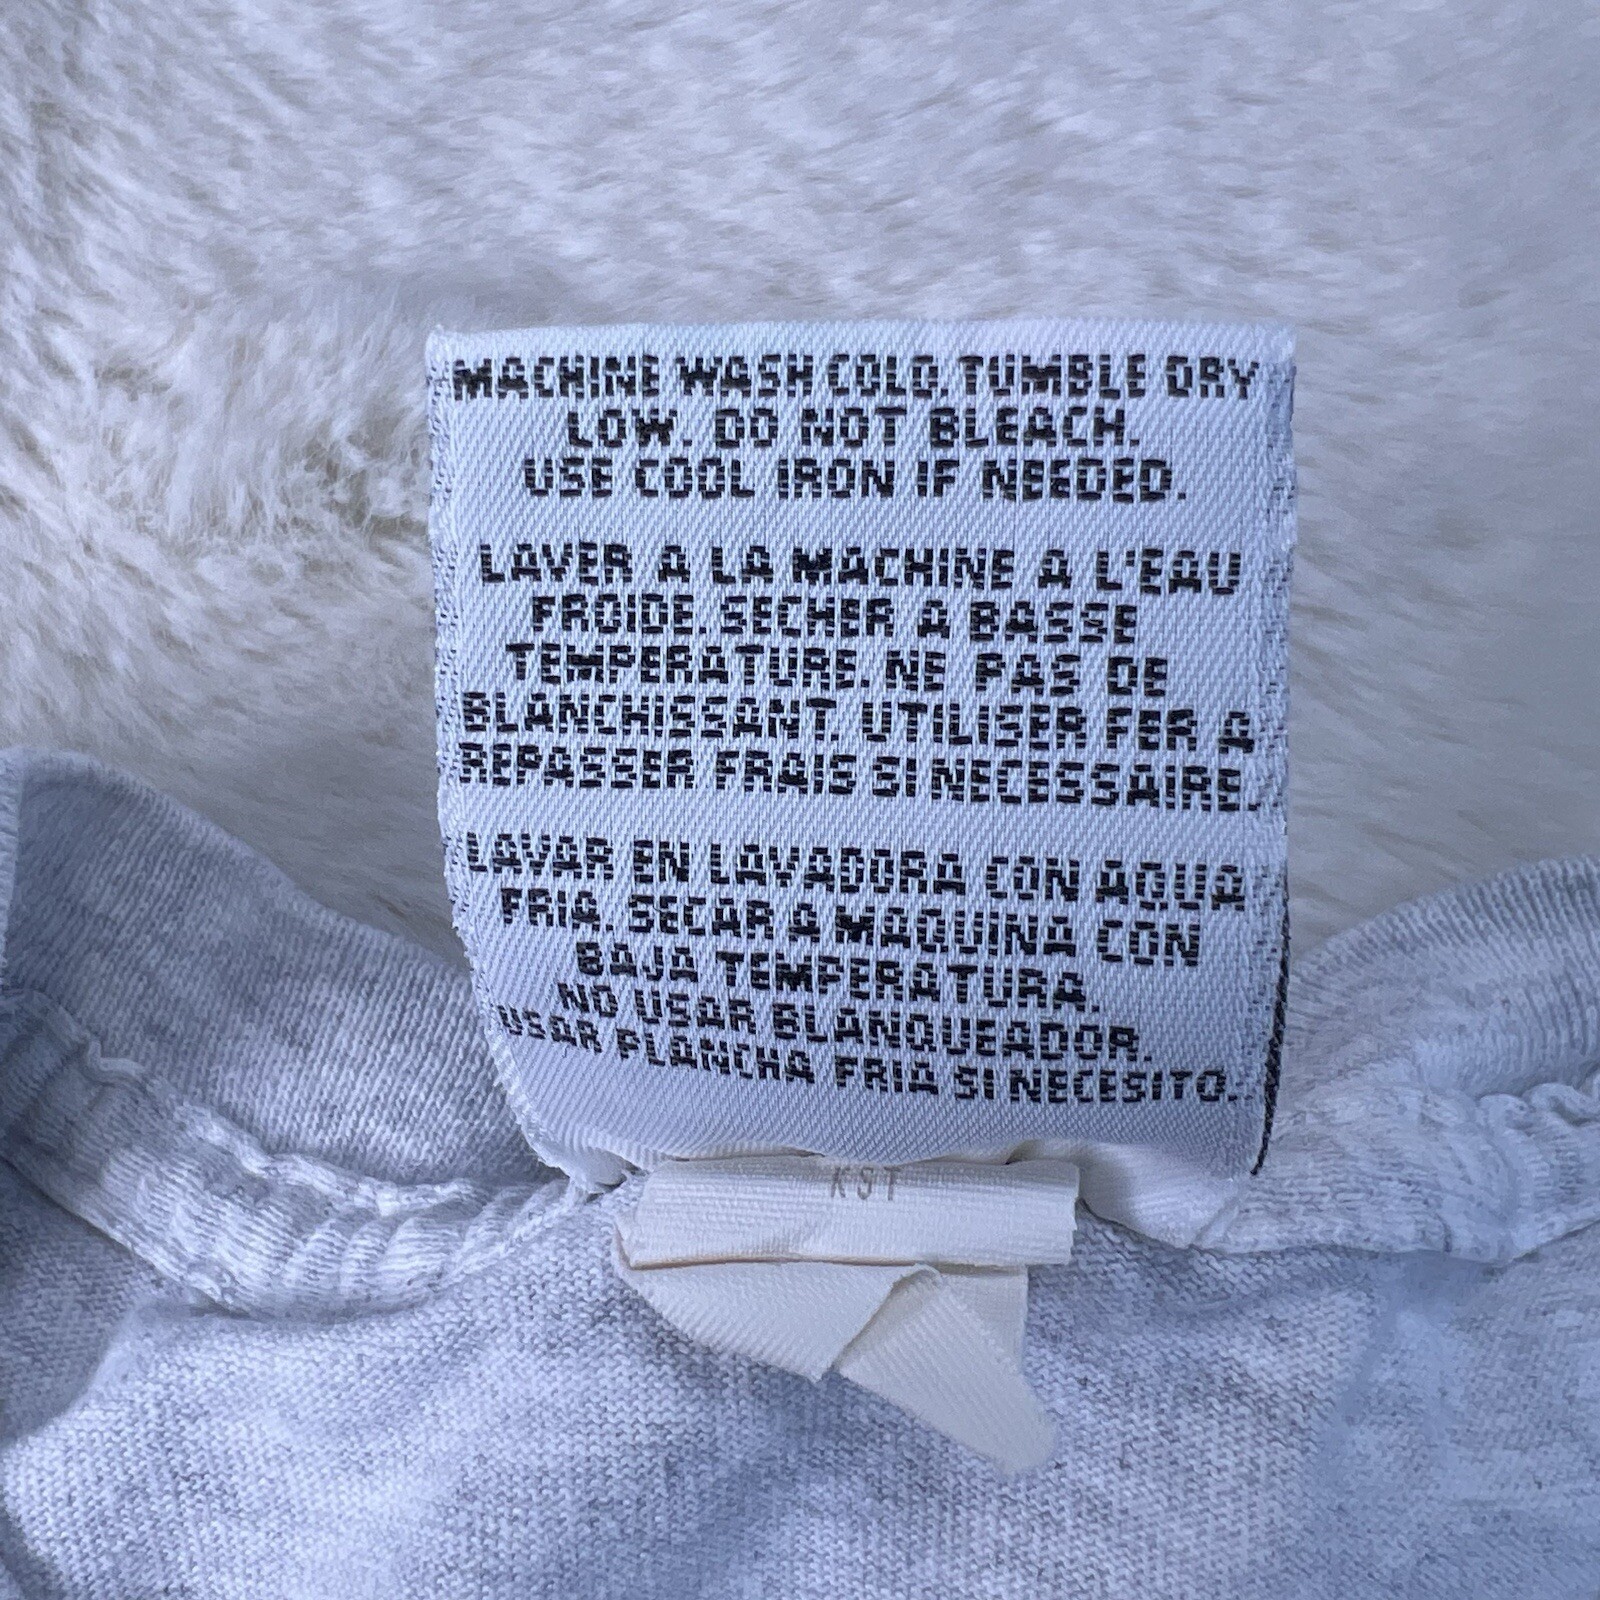 MACHINE WASH COLD. TUMBLE DRY
LOW. DO NOT BLEACH.
USE COOL IRON IF NEEDED.
LAVER A LA MACHINE A L'EAU
FROIDE. SECHER A BASSE
TEMPERATURE. NE PAS DE
BLANCHISSANT. UTILISER FER A
REPASSER FRAIS SI NECESSAIRE.
LAVAR EN LAVADORA CON AGUA
FRIA. SECAR A MAQUINA CON
BAJA TEMPERATURA.
NO USAR BLANQUEADOR.
USAR PLANCHA FRIA SI NECESITO.